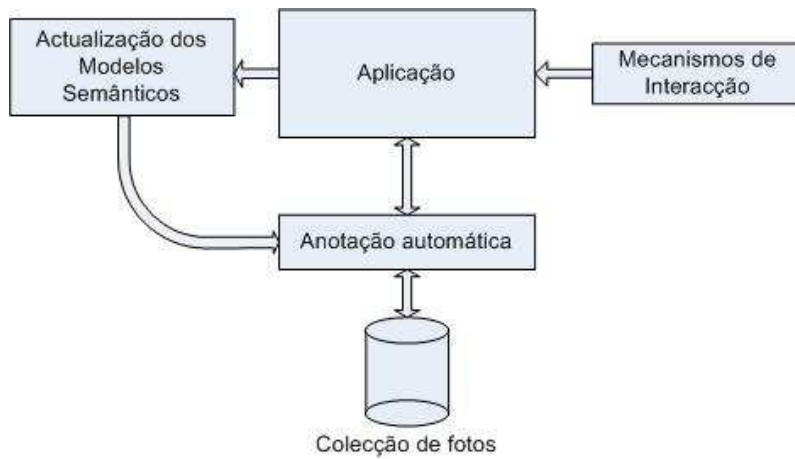 Actualização dos
Modelos
Semânticos
Aplicação
Mecanismos de
Interacção
Anotação automática
Colecção de fotos